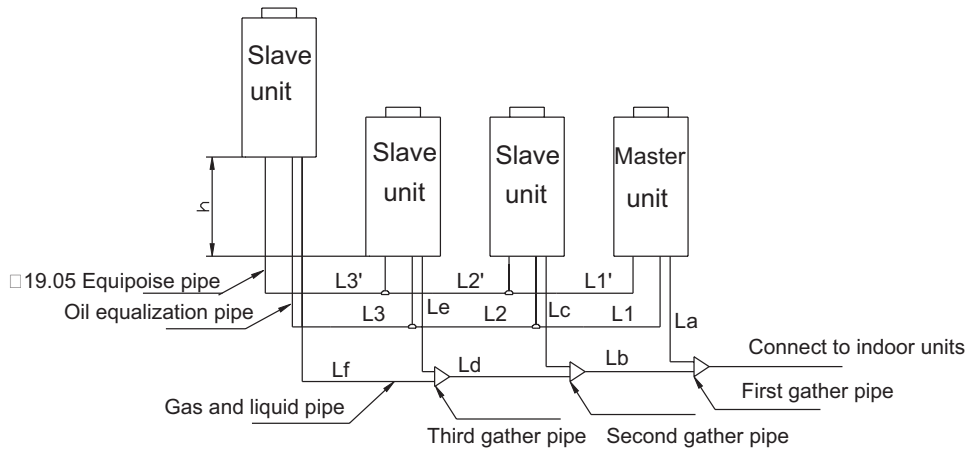 Slave
unit
Slave
unit
Slave
unit
Master
unit
h
□19.05 Equipoise pipe
L3'
L2'
L1'
Oil equalization pipe
L3
Le
L2
Lc
L1
La
Connect to indoor units
Lf
Ld
Lb
Gas and liquid pipe
First gather pipe
Third gather pipe
Second gather pipe